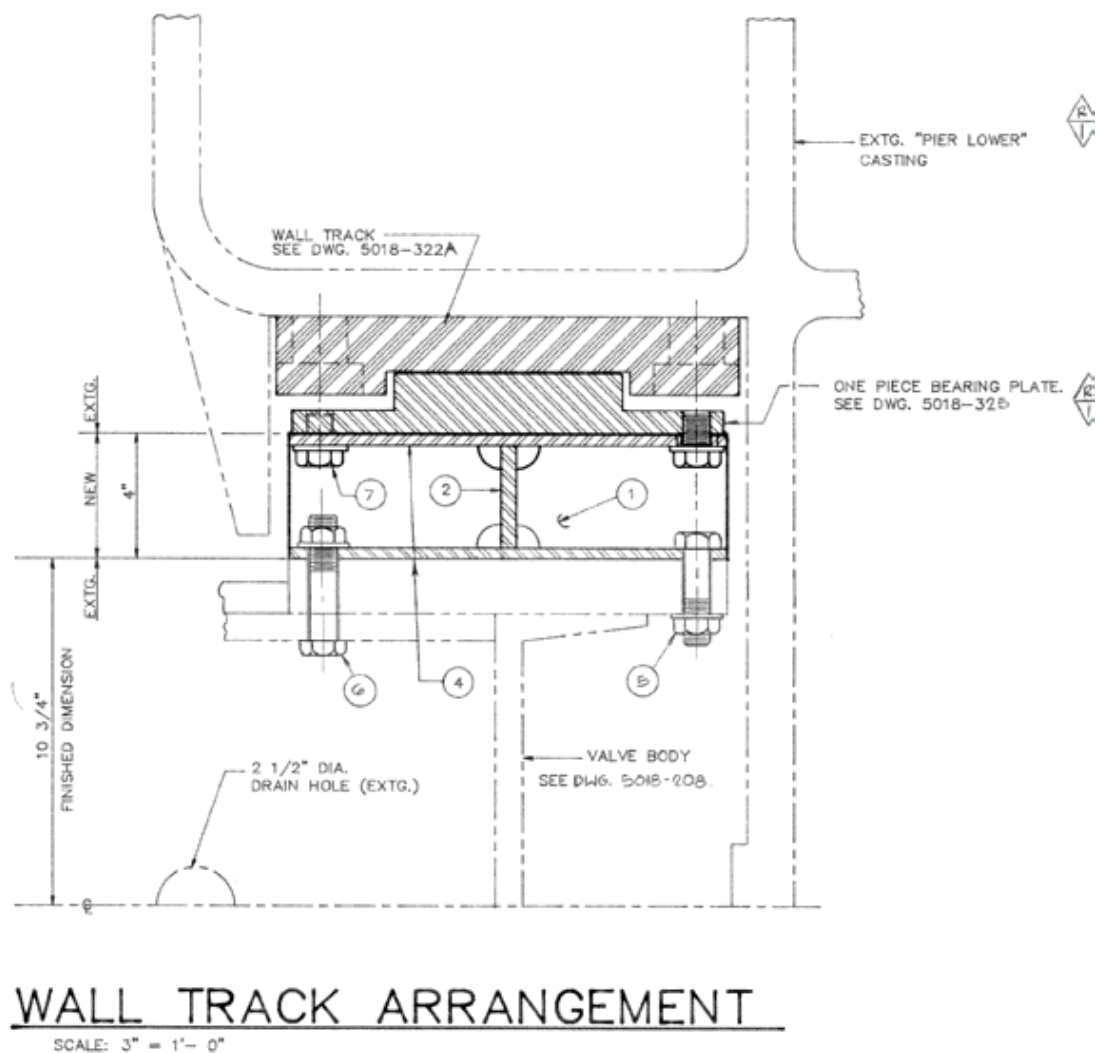 EXTG. "PIER LOWER"
CASTING
R
1
WALL TRACK
SEE DWG. 5018-322A
ONE PIECE BEARING PLATE.
SEE DWG. 5018-325
R
1
EXTG.
NEW
4"
EXTG.
7
2
1
6
4
5
10 3/4"
FINISHED DIMENSION
VALVE BODY
SEE DWG. 5018-208.
2 1/2" DIA.
DRAIN HOLE (EXTG.)
℄
WALL TRACK ARRANGEMENT
SCALE: 3" = 1'- 0"